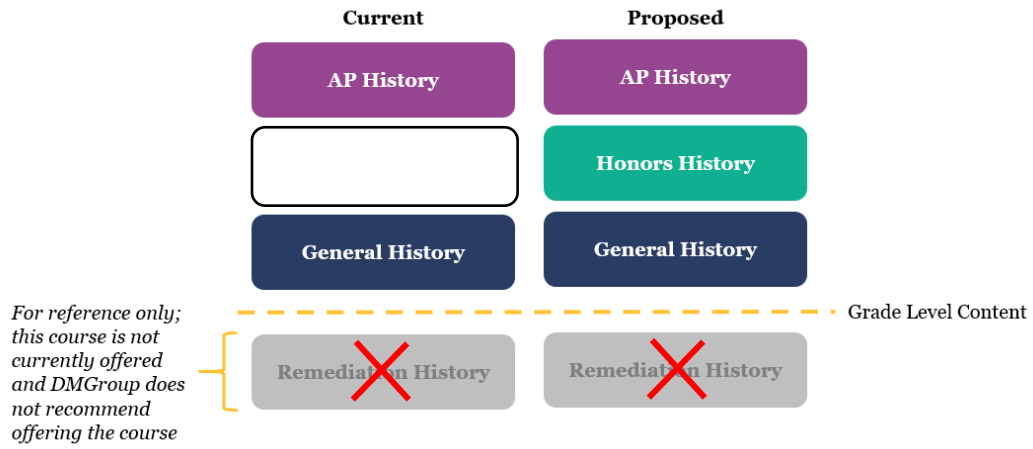 Current
Proposed
AP History
AP History
Honors History
General History
General History
For reference only;
this course is not
currently offered
and DMGroup does
not recommend
offering the course
Grade Level Content
Remediation History
Remediation History